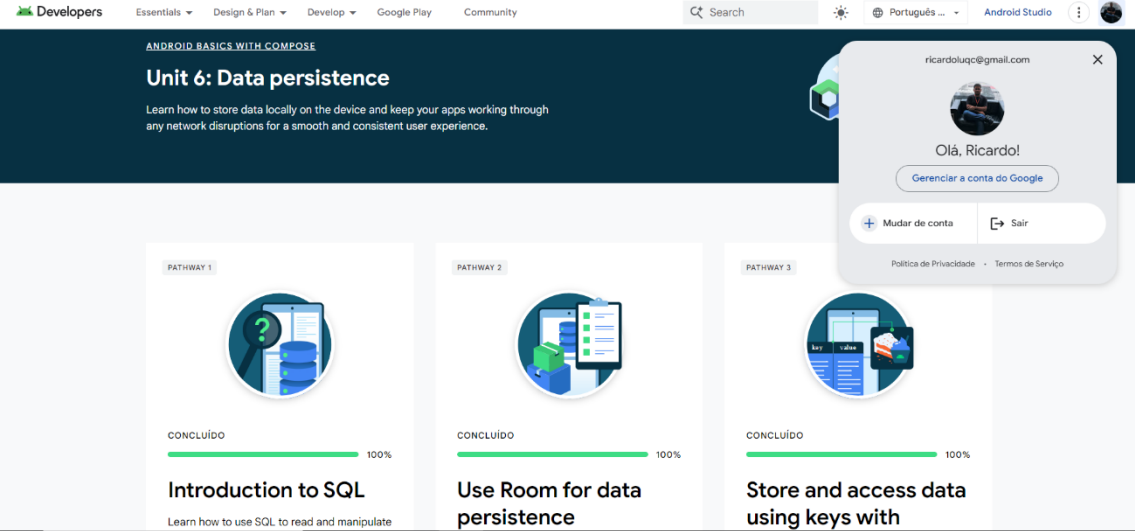 Developers
Essentials
Design & Plan
Develop
Google Play
Community
Search
Português ...
Android Studio
ANDROID BASICS WITH COMPOSE
Unit 6: Data persistence
Learn how to store data locally on the device and keep your apps working through
any network disruptions for a smooth and consistent user experience.
ricardoluqc@gmail.com
Olá, Ricardo!
Gerenciar a conta do Google
Mudar de conta
Sair
Política de Privacidade • Termos de Serviço
PATHWAY 1
?
CONCLUÍDO
100%
Introduction to SQL
Learn how to use SQL to read and manipulate
PATHWAY 2
CONCLUÍDO
100%
Use Room for data
persistence
PATHWAY 3
key value
CONCLUÍDO
100%
Store and access data
using keys with